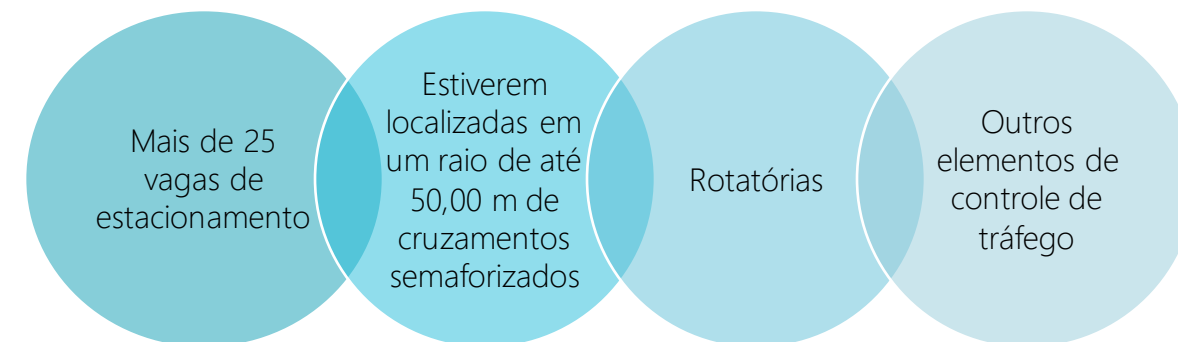 Mais de 25
vagas de
estacionamento
Estiverem
localizadas em
um raio de até
50,00 m de
cruzamentos
semaforizados
Rotatórias
Outros
elementos de
controle de
tráfego